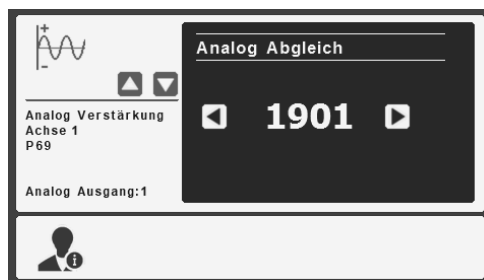 Analog Abgleich
1901
Analog Verstärkung
Achse 1
P69
Analog Ausgang:1